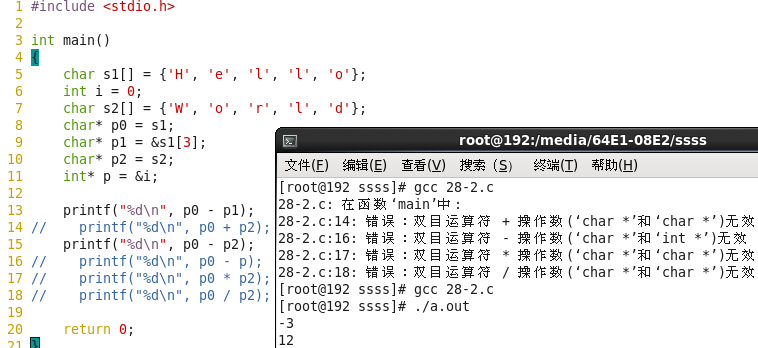 1 #include <stdio.h>
2
3 int main()
4 {
5     char s1[] = {'H', 'e', 'l', 'l', 'o'};
6     int i = 0;
7     char s2[] = {'W', 'o', 'r', 'l', 'd'};
8     char* p0 = s1;
9     char* p1 = &s1[3];
10     char* p2 = s2;
11     int* p = &i;
12
13     printf("%d\n", p0 - p1);
14 //    printf("%d\n", p0 + p2);
15     printf("%d\n", p0 - p2);
16 //    printf("%d\n", p0 - p);
17 //    printf("%d\n", p0 * p2);
18 //    printf("%d\n", p0 / p2);
19
20     return 0;
21 }
root@192:/media/64E1-08E2/ssss
文件(F) 编辑(E) 查看(V) 搜索 (S) 终端(T) 帮助(H)
[root@192 ssss]# gcc 28-2.c
28-2.c: 在函数‘main’中:
28-2.c:14: 错误:双目运算符 + 操作数(‘char *’和‘char *’)无效
28-2.c:16: 错误:双目运算符 - 操作数(‘char *’和‘int *’)无效
28-2.c:17: 错误:双目运算符 * 操作数(‘char *’和‘char *’)无效
28-2.c:18: 错误:双目运算符 / 操作数(‘char *’和‘char *’)无效
[root@192 ssss]# gcc 28-2.c
[root@192 ssss]# ./a.out
-3
12